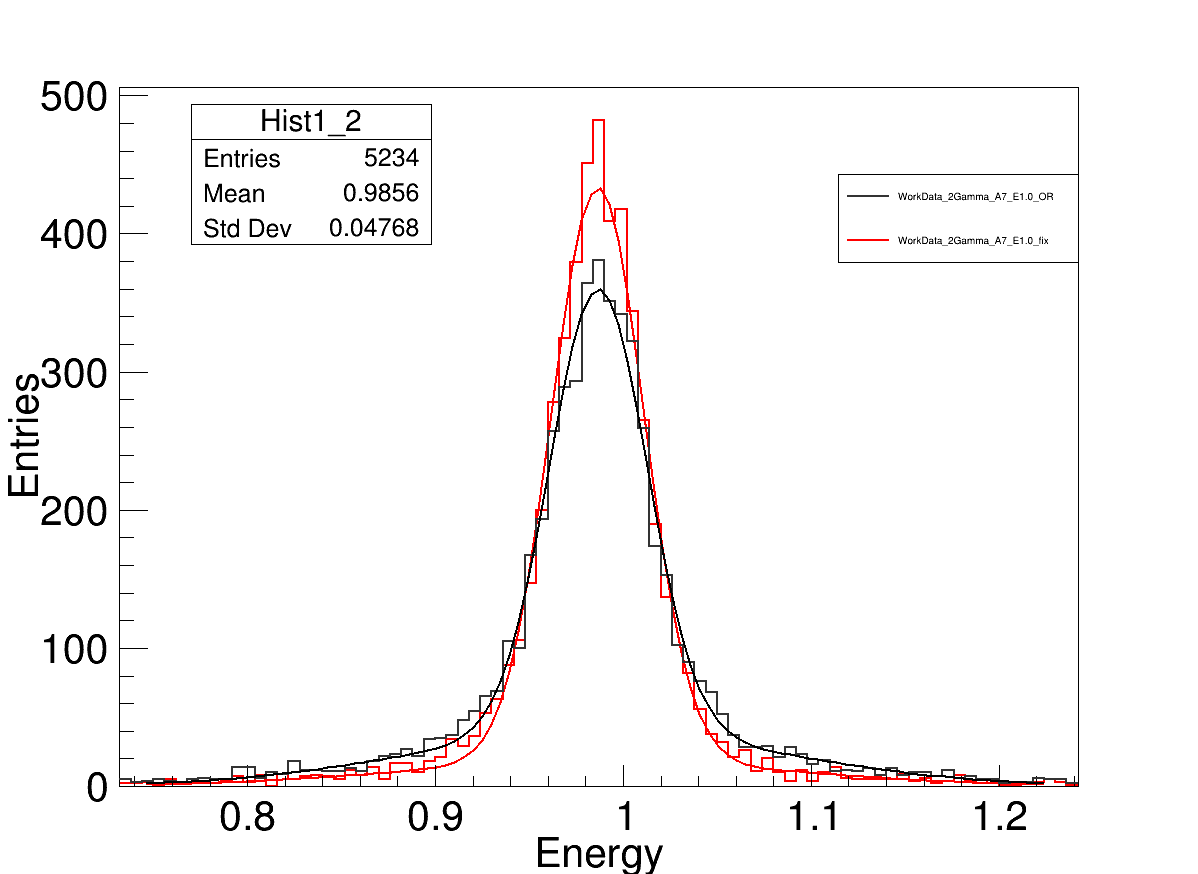 Hist1_2
Entries 5234
Mean 0.9856
Std Dev 0.04768
WorkData_2Gamma_A7_E1.0_OR
WorkData_2Gamma_A7_E1.0_fix
500
400
300
200
100
0
Entries
0.8 0.9 1 1.1 1.2
Energy